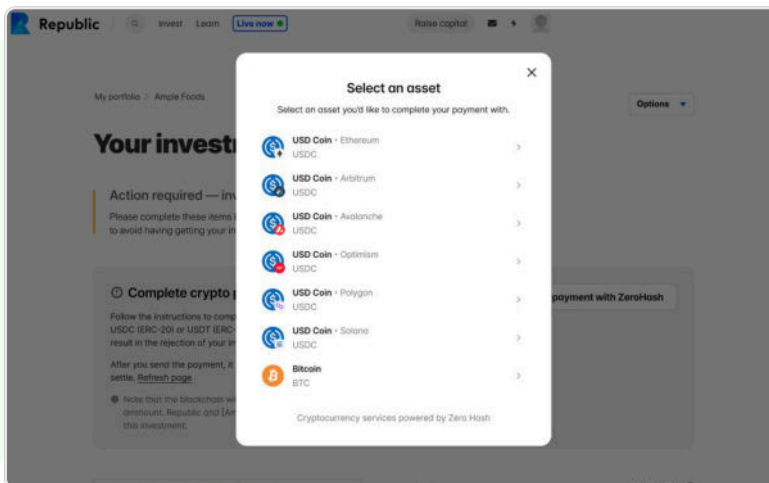 Republic
Invest Learn Live now
Raise capital
My portfolio > Ample Foods
Options
Your invest
Action required — inv
Please complete these items
to avoid having getting your in
Complete crypto p
payment with ZeroHash
Follow the instructions to comp
USDC (ERC-20) or USDT (ERC-
result in the rejection of your in
After you send the payment, it
settle. Refresh page
Note that the blockchain wi
ammount. Republic and [Am
this investment.
Select an asset
Select an asset you'd like to complete your payment with.
USD Coin • Ethereum
USDC
USD Coin • Arbitrum
USDC
USD Coin • Avalanche
USDC
USD Coin • Optimism
USDC
USD Coin • Polygon
USDC
USD Coin • Solana
USDC
Bitcoin
BTC
Cryptocurrency services powered by Zero Hash